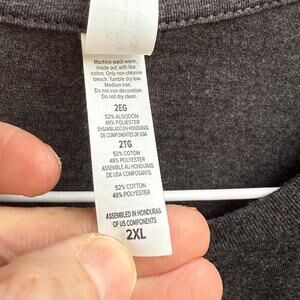 Machine wash warm,
inside out, with like
colors. Only non-chlorine
bleach. Tumble dry low.
Medium iron.
Do not iron decoration.
Do not dry clean.
2EG
52% ALGODÓN
48% POLIÉSTER
ENSAMBLADO EN HONDURAS
DE COMPONENTES DE USA
2TG
52% COTON
48% POLYESTER
ASSEMBLÉ AU HONDURAS
DE USA COMPOSANTS
52% COTTON
48% POLYESTER
ASSEMBLED IN HONDURAS
OF US COMPONENTS
2XL